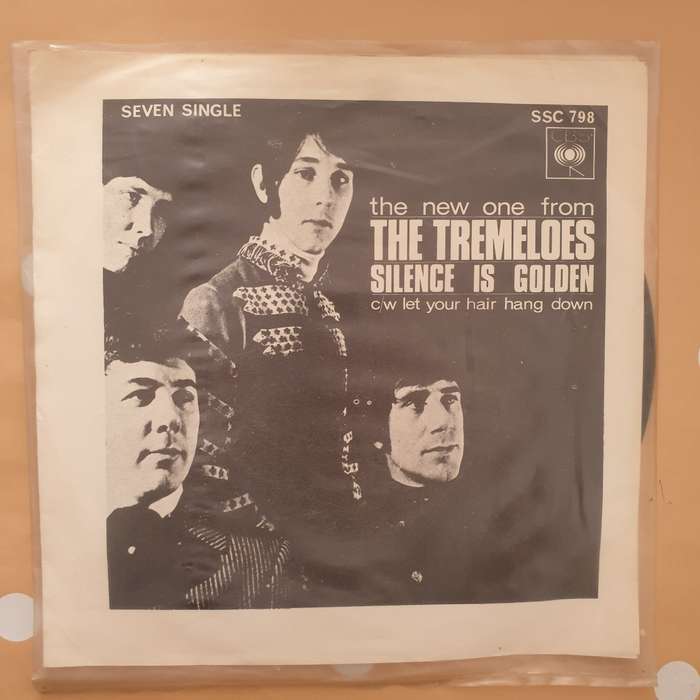 SEVEN SINGLE
SSC 798
CBS
the new one from
THE TREMELOES
SILENCE IS GOLDEN
c/w let your hair hang down